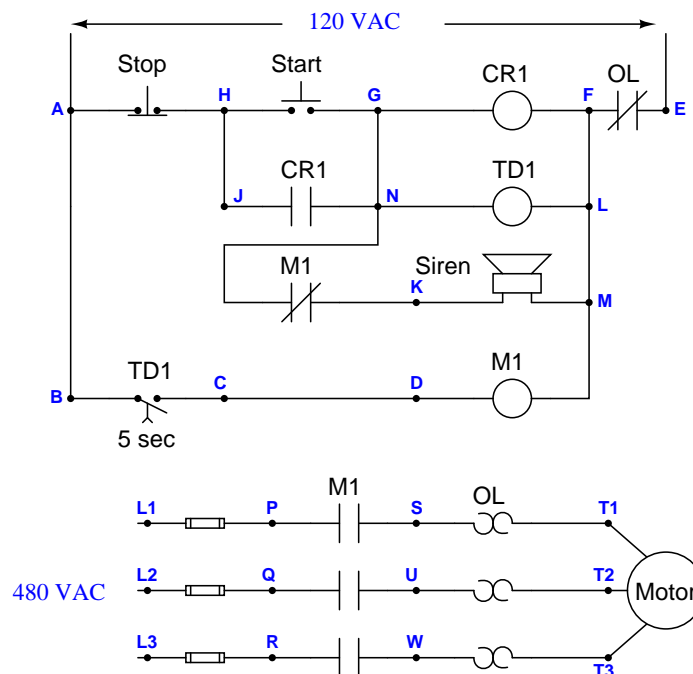 120 VAC
Stop
Start
CR1
OL
A
H
G
F
E
CR1
TD1
J
N
L
M1
Siren
K
M
TD1
M1
B
C
D
5 sec
M1
OL
L1
P
S
T1
480 VAC
L2
Q
U
T2
Motor
L3
R
W
T3